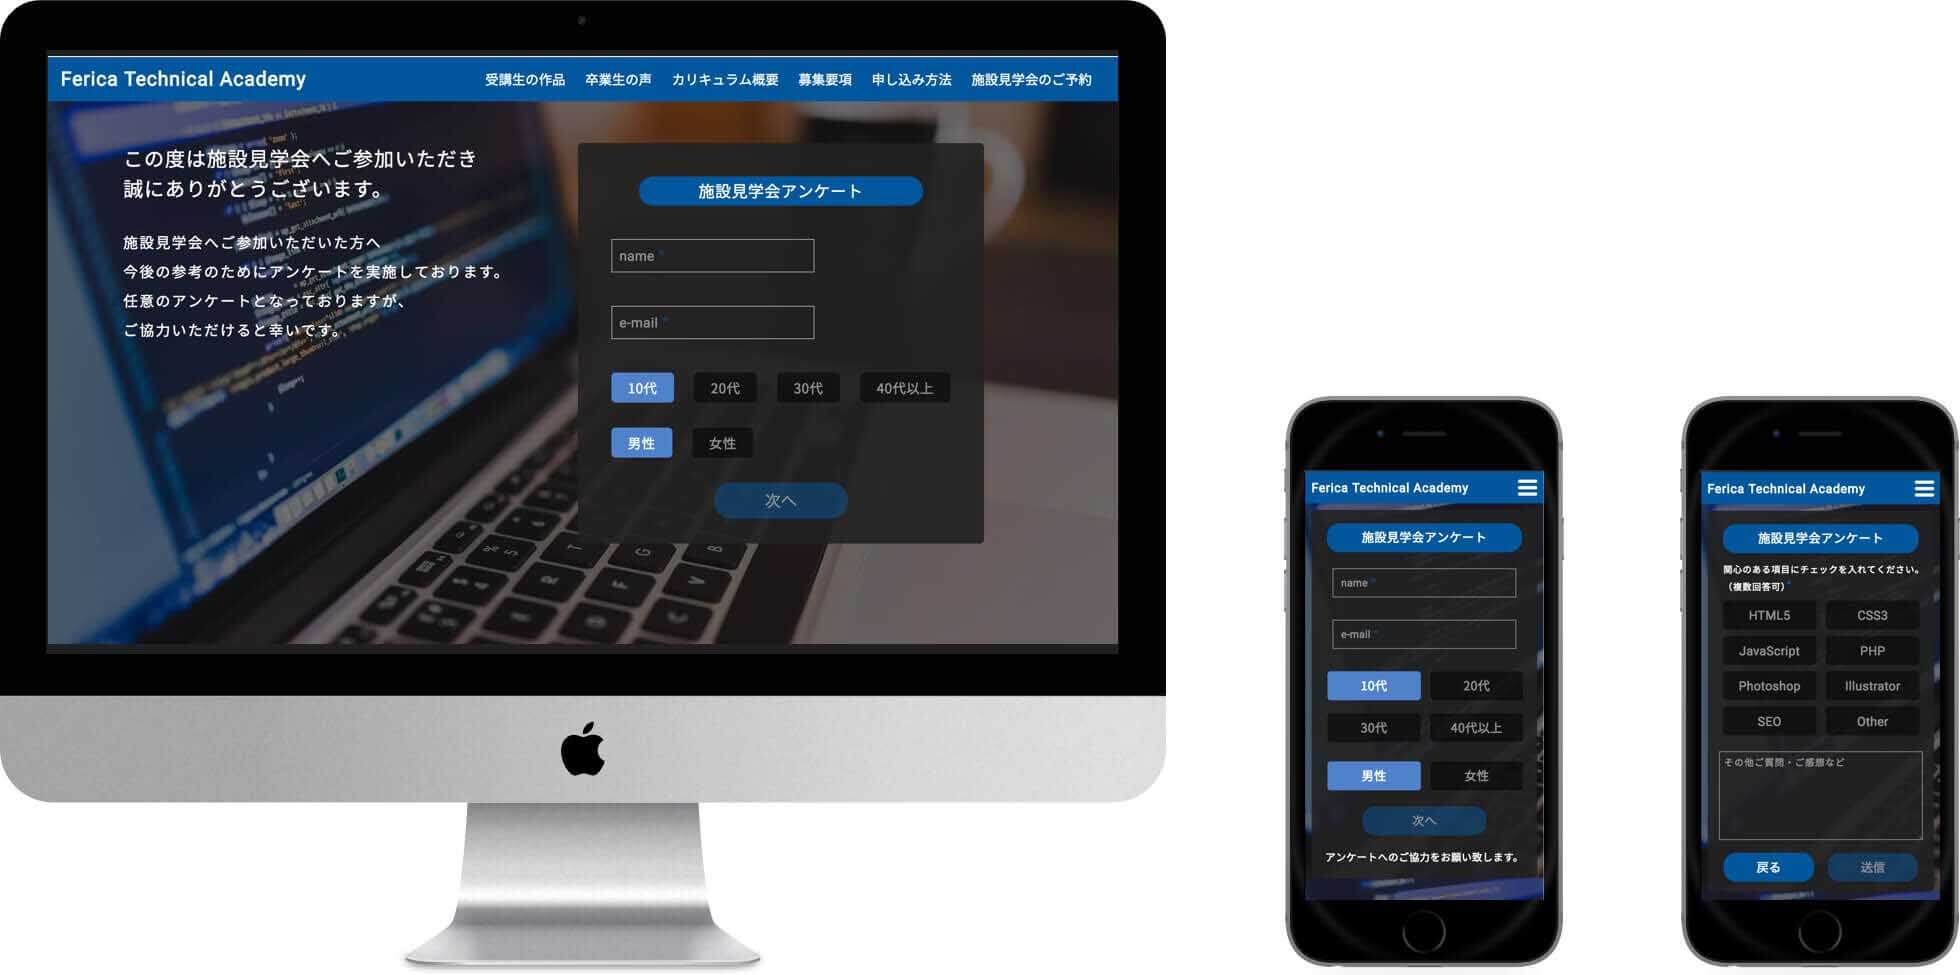 Ferica Technical Academy
受講生の作品 卒業生の声 カリキュラム概要 募集要項 申し込み方法 施設見学会のご予約
この度は施設見学会へご参加いただき
誠にありがとうございます。
施設見学会へご参加いただいた方へ
今後の参考のためにアンケートを実施しております。
任意のアンケートとなっておりますが、
ご協力いただけると幸いです。
施設見学会アンケート
name *
e-mail *
10代 20代 30代 40代以上
男性 女性
次へ
Ferica Technical Academy
施設見学会アンケート
name *
e-mail *
10代 20代
30代 40代以上
男性 女性
次へ
アンケートへのご協力をお願い致します。
Ferica Technical Academy
施設見学会アンケート
関心のある項目にチェックを入れてください。
（複数回答可）*
HTML5 CSS3
JavaScript PHP
Photoshop Illustrator
SEO Other
その他ご質問・ご感想など
戻る 送信